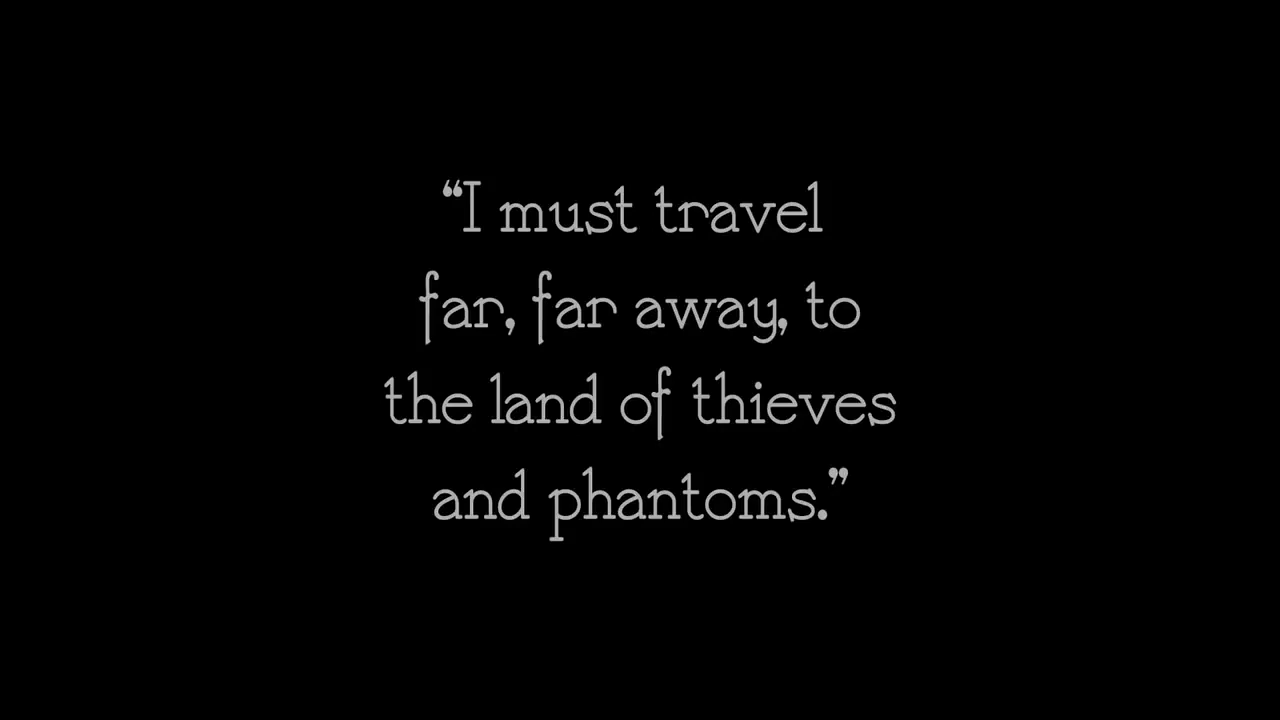 “I must travel
far, far away, to
the land of thieves
and phantoms.”